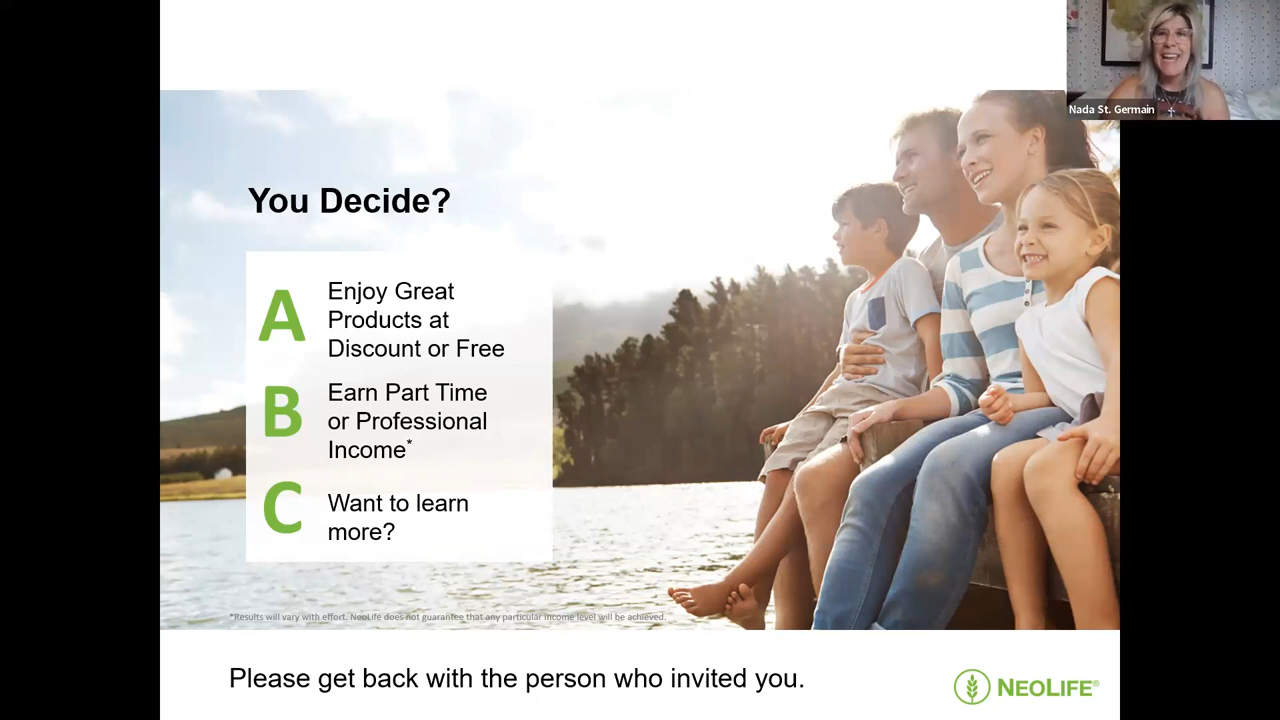 Nada St. Germain
You Decide?
A
Enjoy Great
Products at
Discount or Free
B
Earn Part Time
or Professional
Income*
C
Want to learn
more?
*Results will vary with effort. NeoLife does not guarantee that any particular income level will be achieved.
Please get back with the person who invited you.
NEOLIFE®